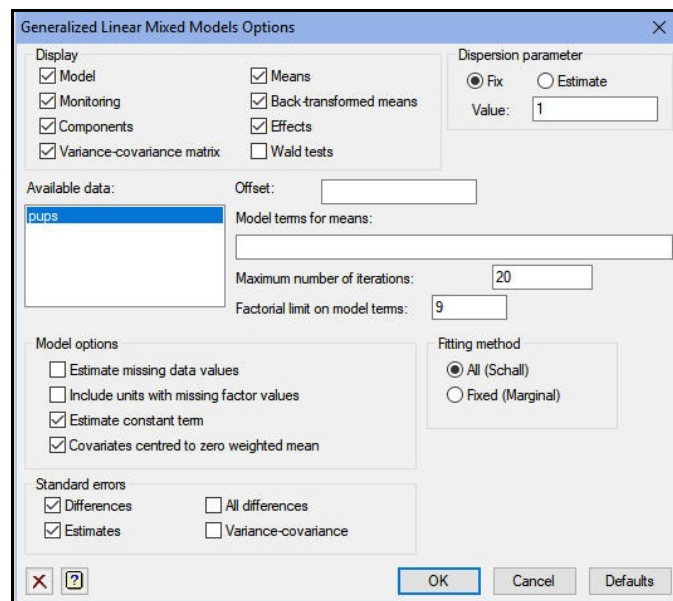 Generalized Linear Mixed Models Options
Display
Model
Means
Monitoring
Back-transformed means
Components
Effects
Variance-covariance matrix
Wald tests
Dispersion parameter
Fix
Estimate
Value:
1
Available data:
pups
Offset:
Model terms for means:
Maximum number of iterations:
20
Factorial limit on model terms:
9
Model options
Estimate missing data values
Include units with missing factor values
Estimate constant term
Covariates centred to zero weighted mean
Fitting method
All (Schall)
Fixed (Marginal)
Standard errors
Differences
All differences
Estimates
Variance-covariance
OK
Cancel
Defaults